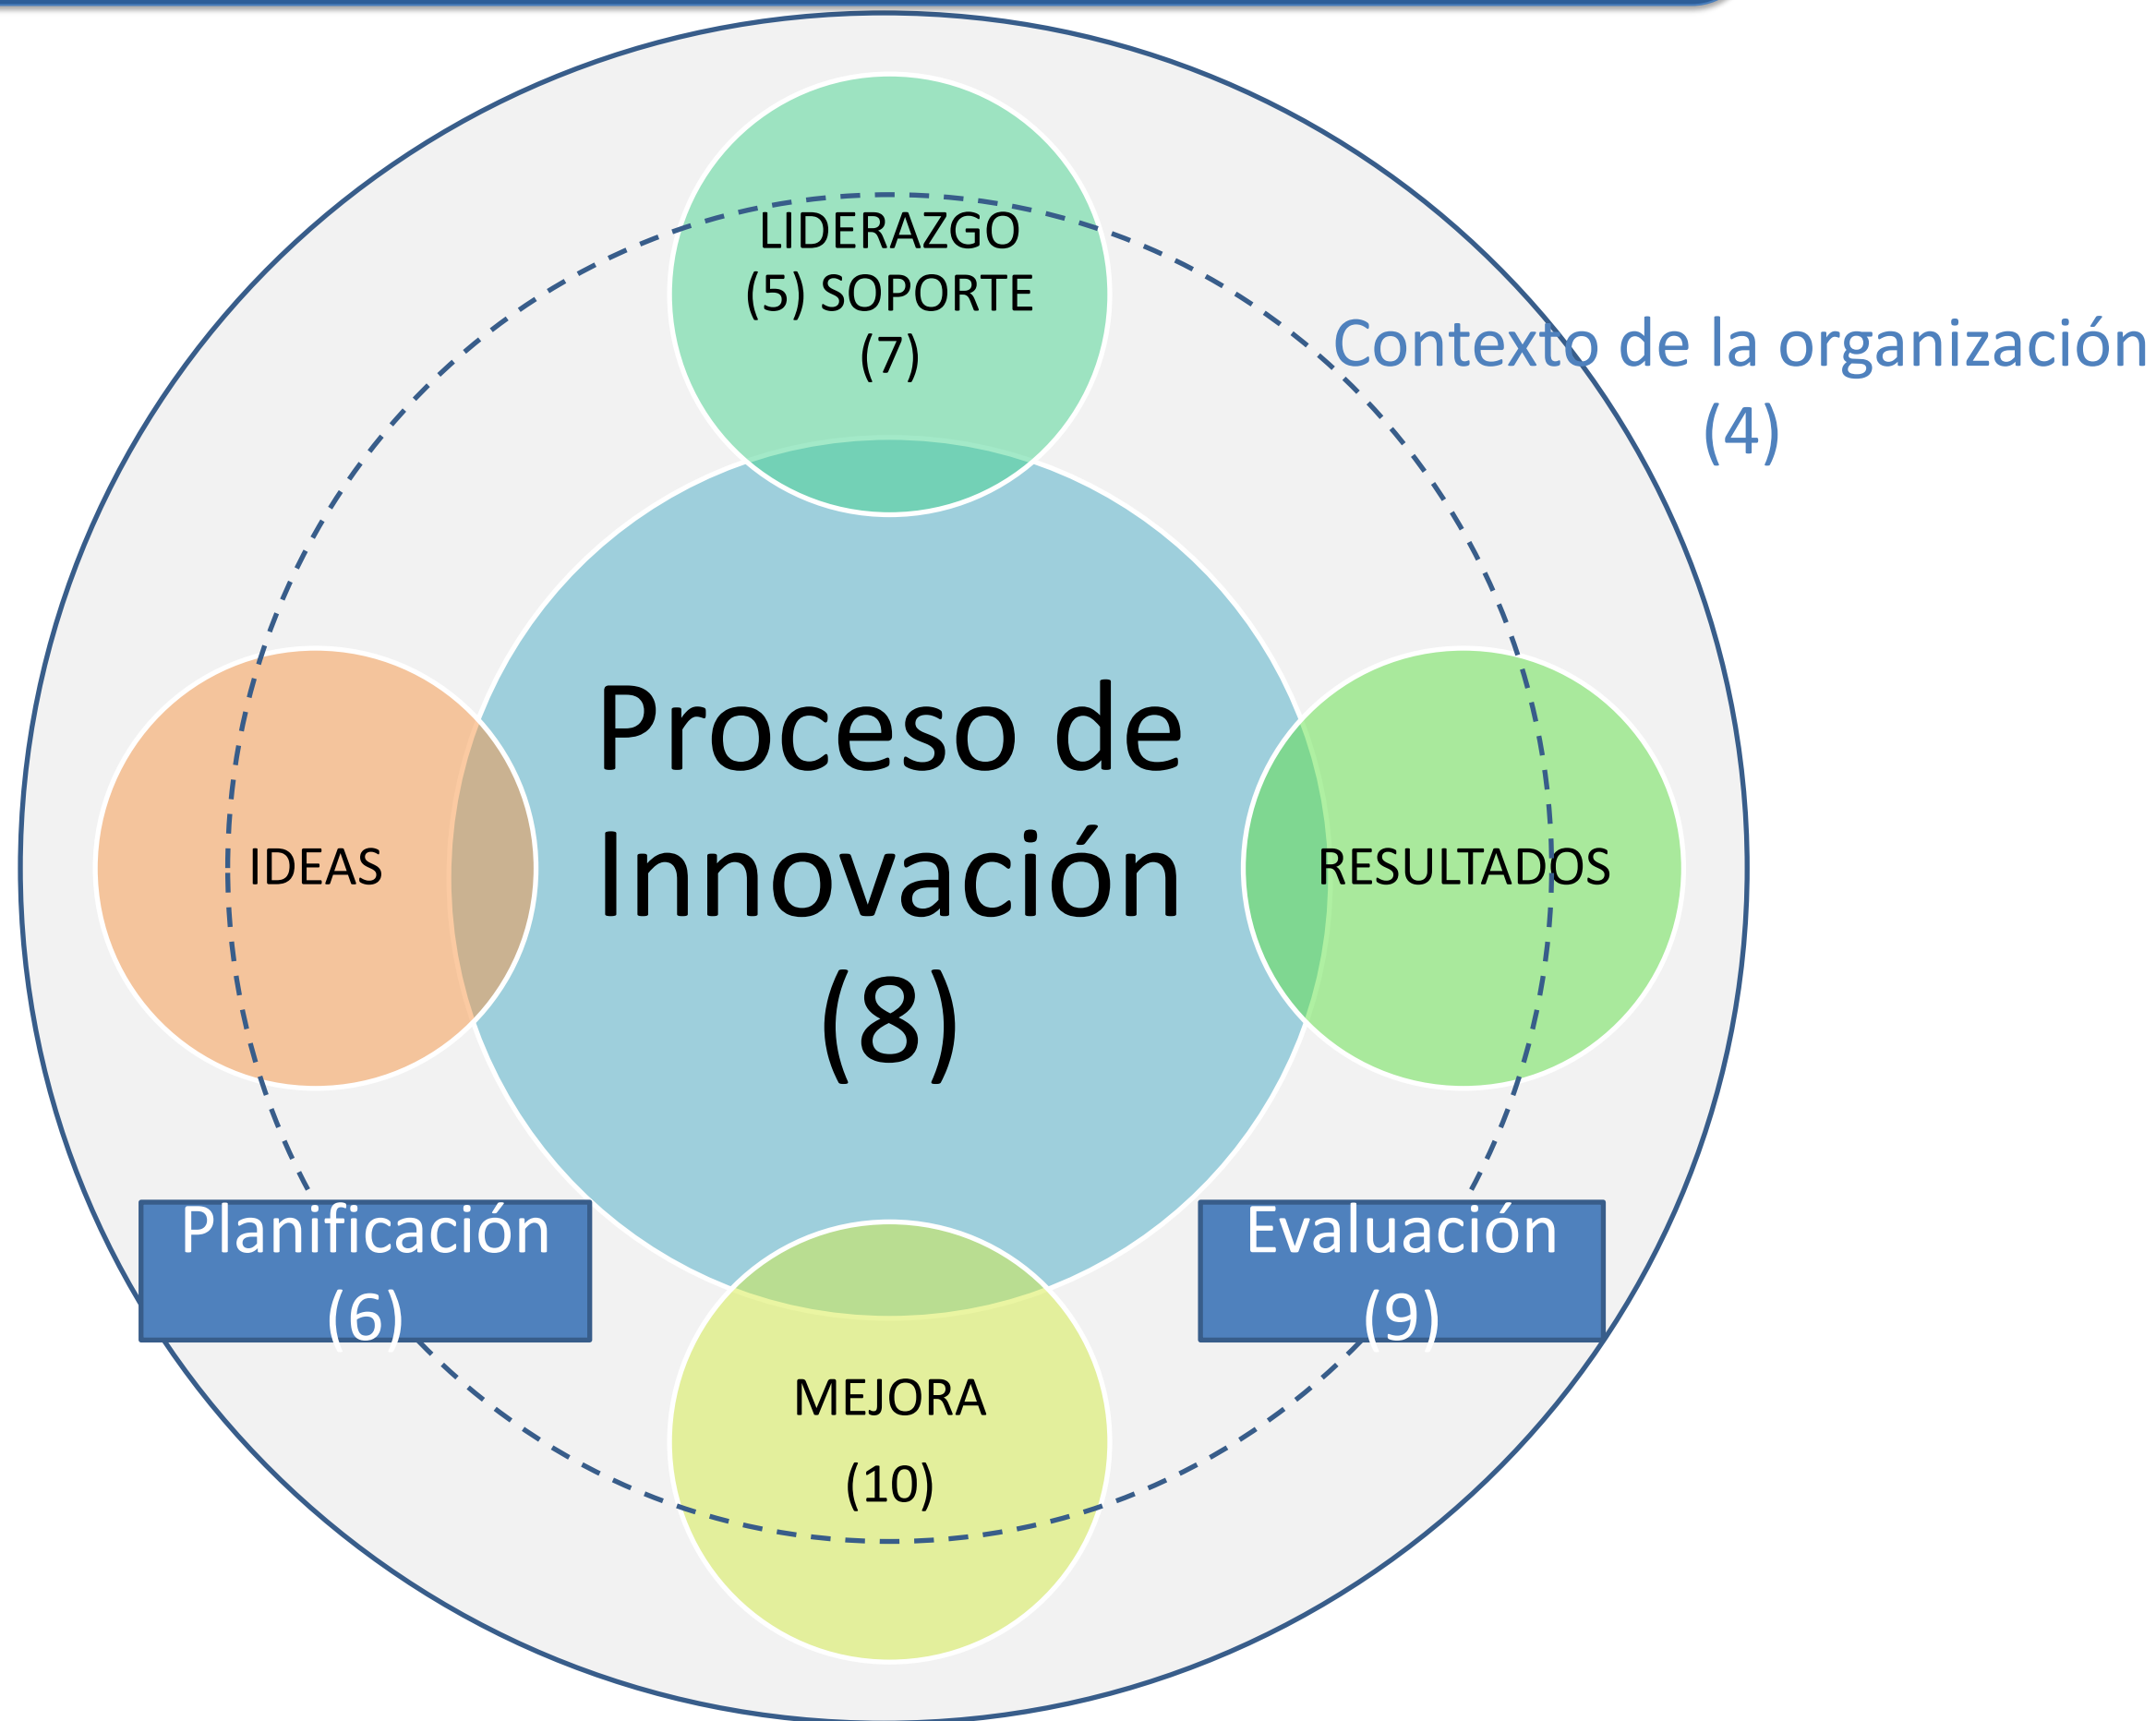 LIDERAZGO
(5) SOPORTE
(7)
Contexto de la organización
(4)
Proceso de
Innovación
(8)
IDEAS
RESULTADOS
Planificación
(6)
Evaluación
(9)
MEJORA
(10)